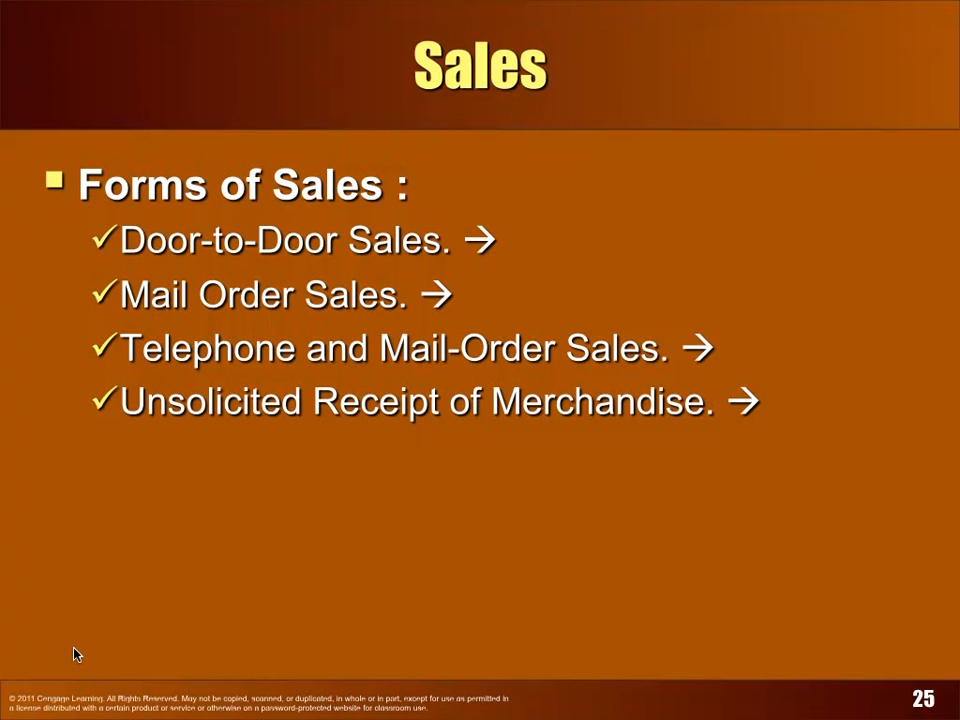 Sales
Forms of Sales :
Door-to-Door Sales. →
Mail Order Sales. →
Telephone and Mail-Order Sales. →
Unsolicited Receipt of Merchandise. →
© 2011 Cengage Learning. All Rights Reserved. May not be copied, scanned, or duplicated, in whole or in part, except for use as permitted in
a license distributed with a certain product or service or otherwise on a password-protected website for classroom use.
25